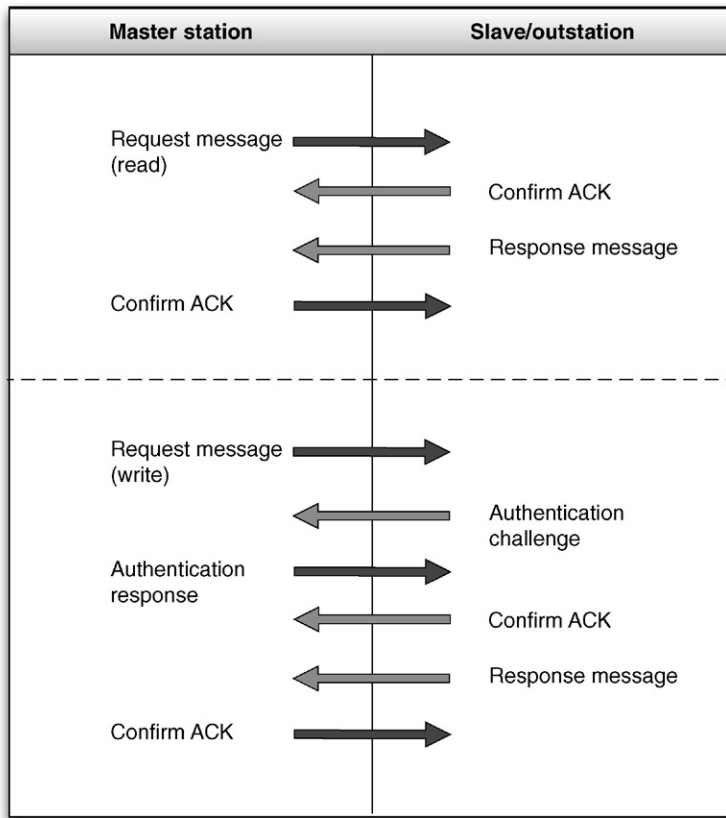 Master station
Slave/outstation
Request message
(read)
Confirm ACK
Response message
Confirm ACK
Request message
(write)
Authentication
challenge
Authentication
response
Confirm ACK
Response message
Confirm ACK